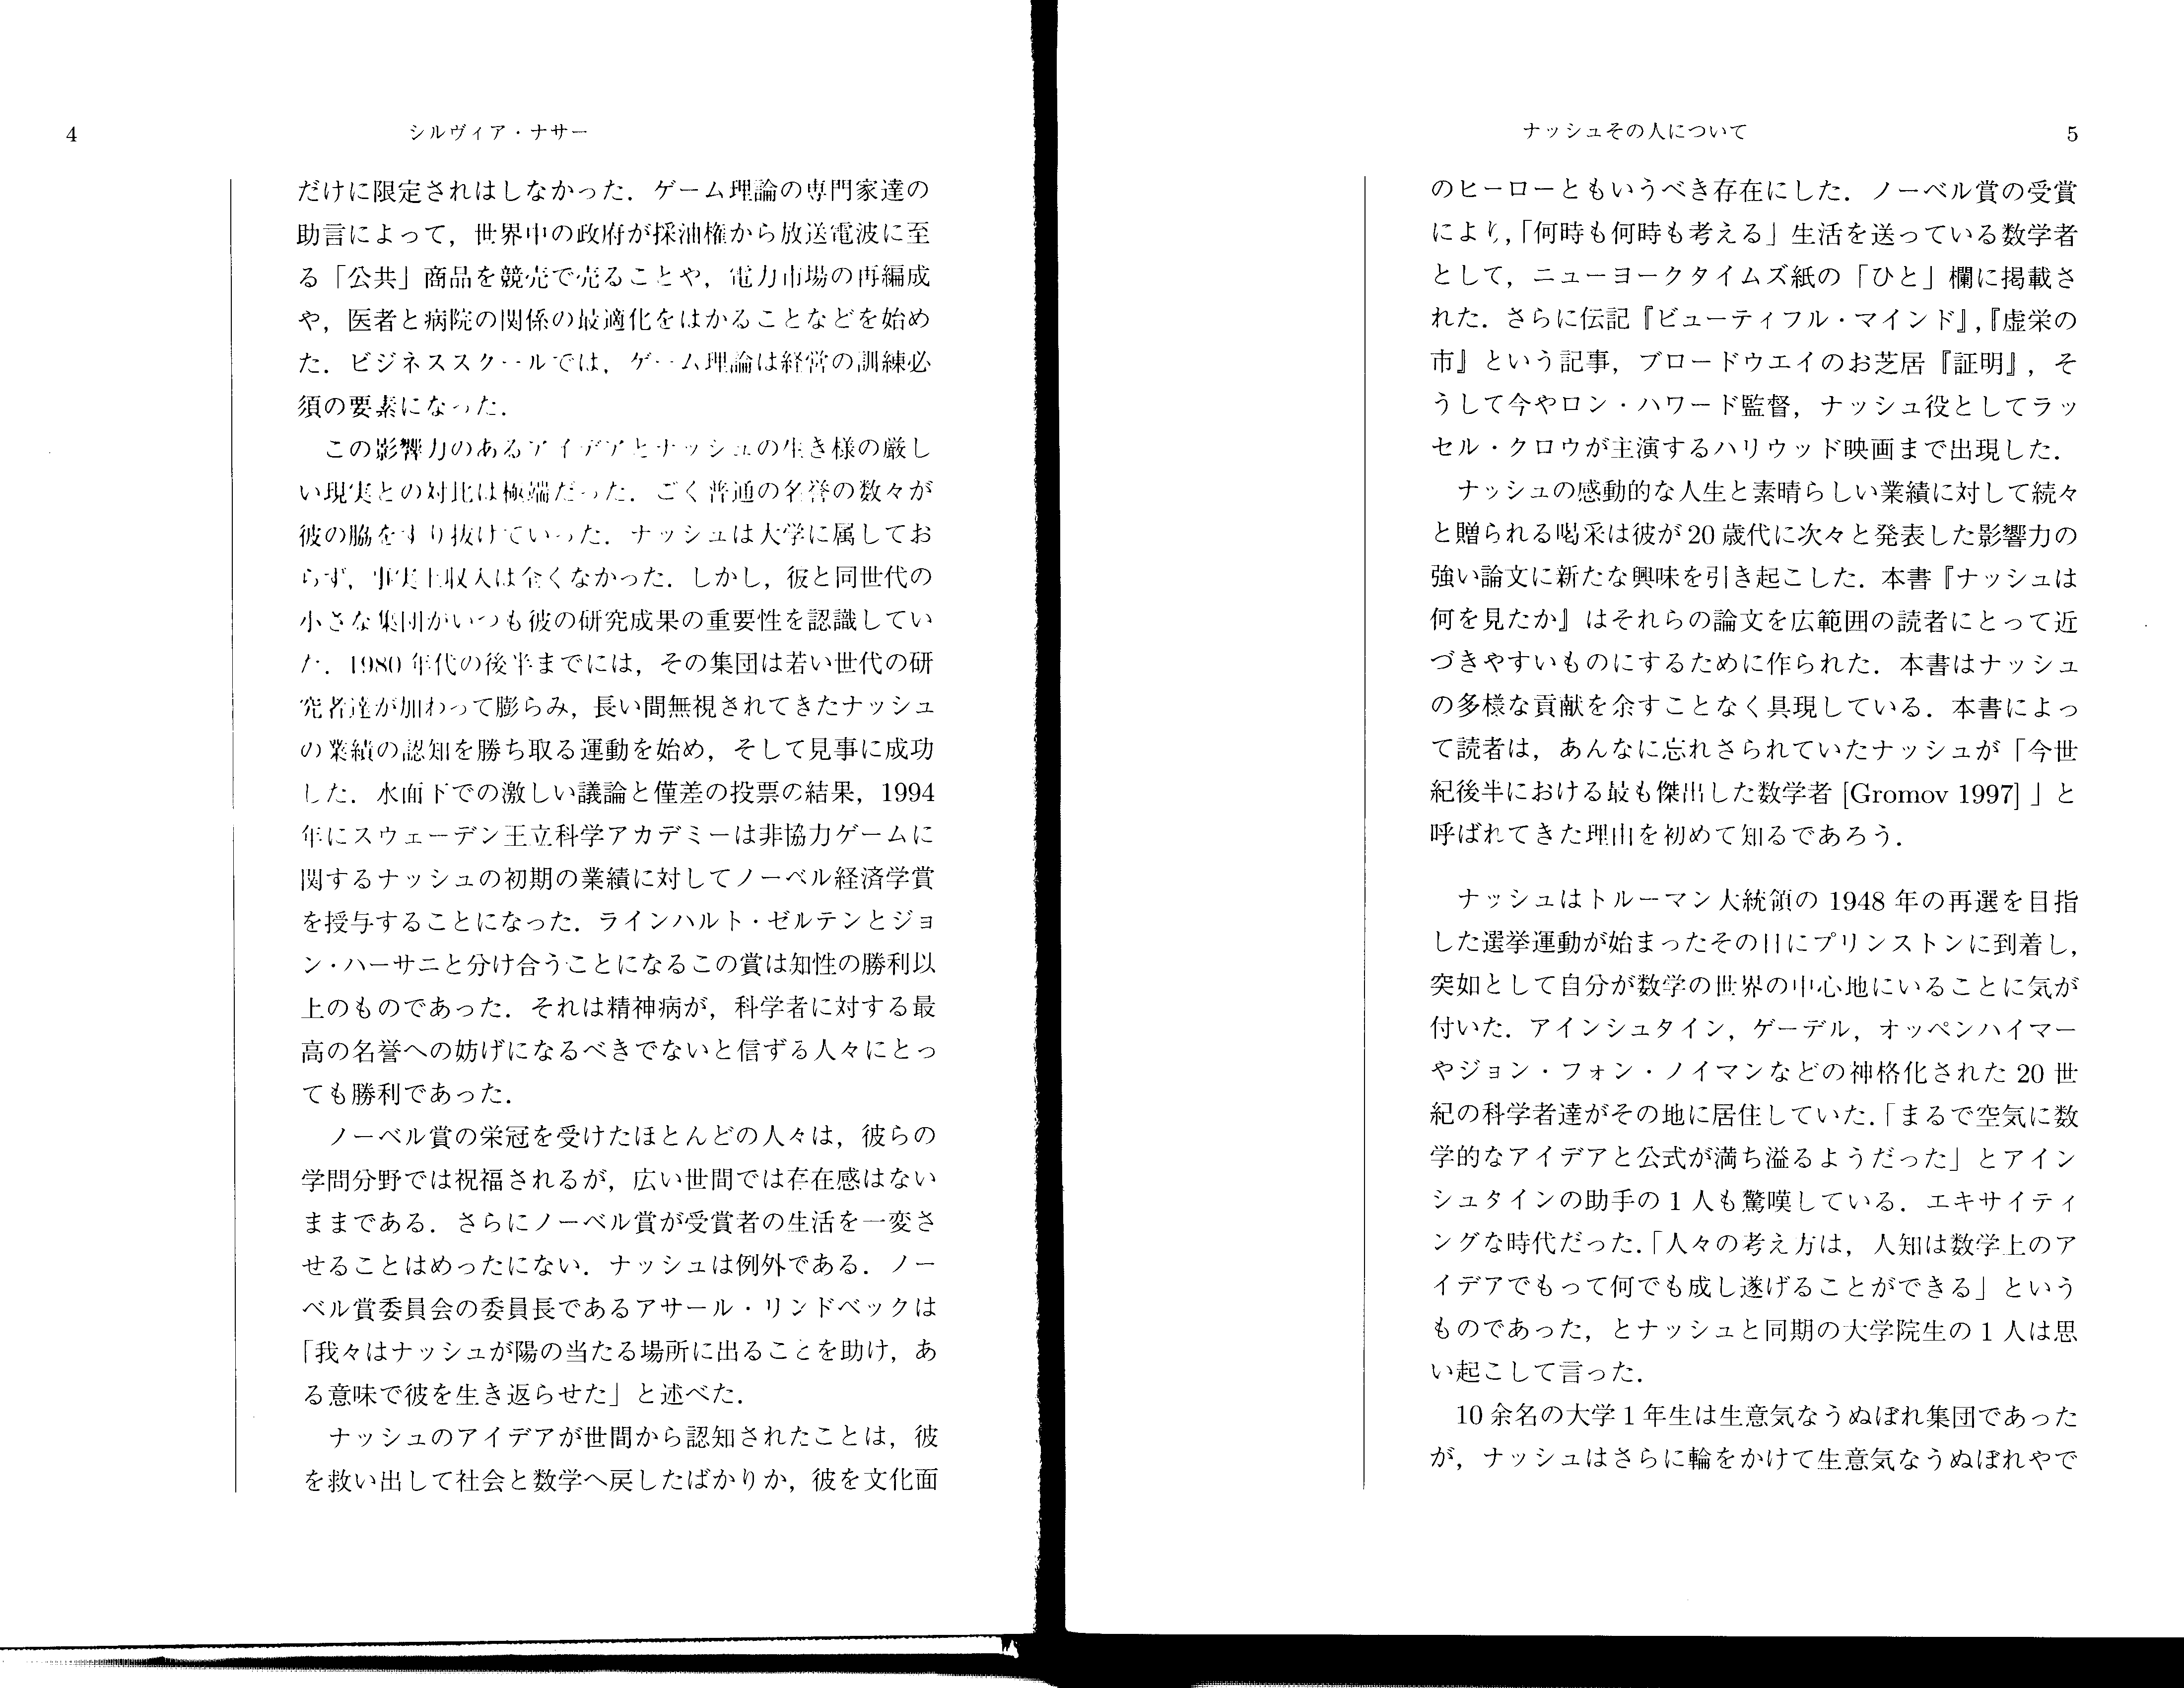 4
シルヴィア・ナサー
だけに限定されはしなかった．ゲーム理論の専門家達の
助言によって，世界中の政府が採油権から放送電波に至
る「公共」商品を競売で売ることや，電力市場の再編成
や，医者と病院の関係の最適化をはかることなどを始め
た．ビジネススクールでは，ゲーム理論は経営の訓練必
須の要素になった．
この影響力のあるアイデアとナッシュの生き様の厳し
い現実との対比は極端だった．ごく普通の名誉の数々が
彼の脇をすり抜けていった．ナッシュは大学に属してお
らず，事実上収入は全くなかった．しかし，彼と同世代の
小さな集団がいつも彼の研究成果の重要性を認識してい
た．1980 年代の後半までには，その集団は若い世代の研
究者達が加わって膨らみ，長い間無視されてきたナッシュ
の業績の認知を勝ち取る運動を始め，そして見事に成功
した．水面下での激しい議論と僅差の投票の結果，1994
年にスウェーデン王立科学アカデミーは非協力ゲームに
関するナッシュの初期の業績に対してノーベル経済学賞
を授与することになった．ラインハルト・ゼルテンとジョ
ン・ハーサニと分け合うことになるこの賞は知性の勝利以
上のものであった．それは精神病が，科学者に対する最
高の名誉への妨げになるべきでないと信ずる人々にとっ
ても勝利であった．
ノーベル賞の栄冠を受けたほとんどの人々は，彼らの
学問分野では祝福されるが，広い世間では存在感はない
ままである．さらにノーベル賞が受賞者の生活を一変さ
せることはめったにない．ナッシュは例外である．ノー
ベル賞委員会の委員長であるアサール・リンドベックは
「我々はナッシュが陽の当たる場所に出ることを助け，あ
る意味で彼を生き返らせた」と述べた．
ナッシュのアイデアが世間から認知されたことは，彼
を救い出して社会と数学へ戻したばかりか，彼を文化面
ナッシュその人について
5
のヒーローともいうべき存在にした．ノーベル賞の受賞
により，「何時も何時も考える」生活を送っている数学者
として，ニューヨークタイムズ紙の「ひと」欄に掲載さ
れた．さらに伝記『ビューティフル・マインド』，『虚栄の
市』という記事，ブロードウエイのお芝居『証明』，そ
うして今やロン・ハワード監督，ナッシュ役としてラッ
セル・クロウが主演するハリウッド映画まで出現した．
ナッシュの感動的な人生と素晴らしい業績に対して続々
と贈られる喝采は彼が 20 歳代に次々と発表した影響力の
強い論文に新たな興味を引き起こした．本書『ナッシュは
何を見たか』はそれらの論文を広範囲の読者にとって近
づきやすいものにするために作られた．本書はナッシュ
の多様な貢献を余すことなく具現している．本書によっ
て読者は，あんなに忘れさられていたナッシュが「今世
紀後半における最も傑出した数学者 [Gromov 1997] 」と
呼ばれてきた理由を初めて知るであろう．
ナッシュはトルーマン大統領の 1948 年の再選を目指
した選挙運動が始まったその日にプリンストンに到着し，
突如として自分が数学の世界の中心地にいることに気が
付いた．アインシュタイン，ゲーデル，オッペンハイマー
やジョン・フォン・ノイマンなどの神格化された 20 世
紀の科学者達がその地に居住していた．「まるで空気に数
学的なアイデアと公式が満ち溢るようだった」とアイン
シュタインの助手の 1 人も驚嘆している．エキサイティ
ングな時代だった．「人々の考え方は，人知は数学上のア
イデアでもって何でも成し遂げることができる」という
ものであった，とナッシュと同期の大学院生の 1 人は思
い起こして言った．
10 余名の大学 1 年生は生意気なうぬぼれ集団であった
が，ナッシュはさらに輪をかけて生意気なうぬぼれやで